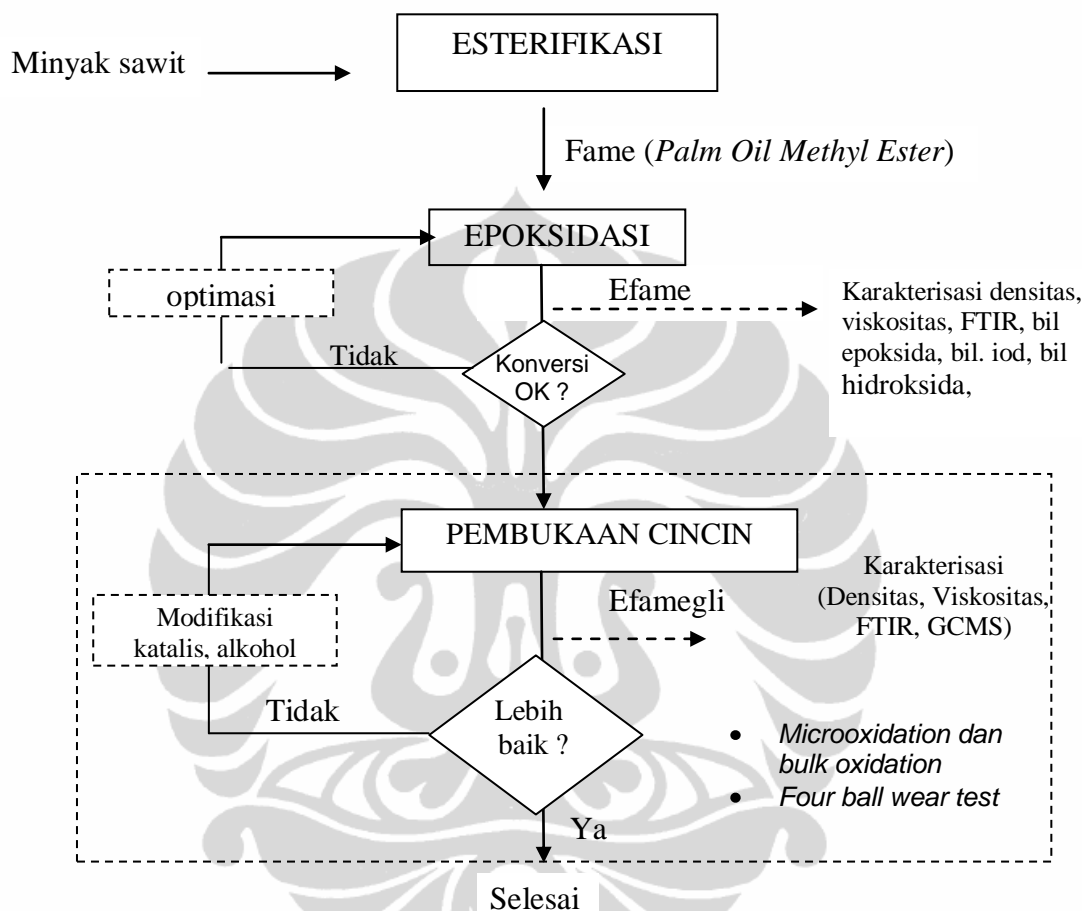 ESTERIFIKASI
Minyak sawit
Fame (Palm Oil Methyl Ester)
EPOKSIDASI
optimasi
Efame
Karakterisasi densitas,
viskositas, FTIR, bil
epoksida, bil. iod, bil
hidroksida,
Tidak
Konversi
OK ?
PEMBUKAAN CINCIN
Karakterisasi
(Densitas, Viskositas,
FTIR, GCMS)
Efamegli
Modifikasi
katalis, alkohol
Tidak
Lebih
baik ?
• Microoxidation dan
bulk oxidation
• Four ball wear test
Ya
Selesai